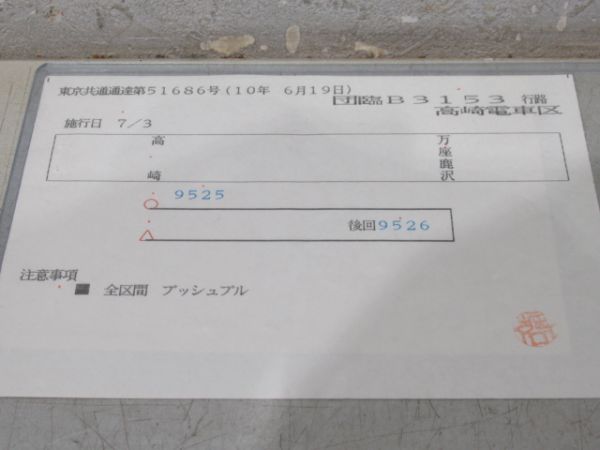 東京共通通達第51686号(10年 6月19日)
団臨B3153 行路
高崎電車区
施行日 7/3
高崎
万座鹿沢
9525
後回9526
注意事項
■ 全区間 プッシュプル